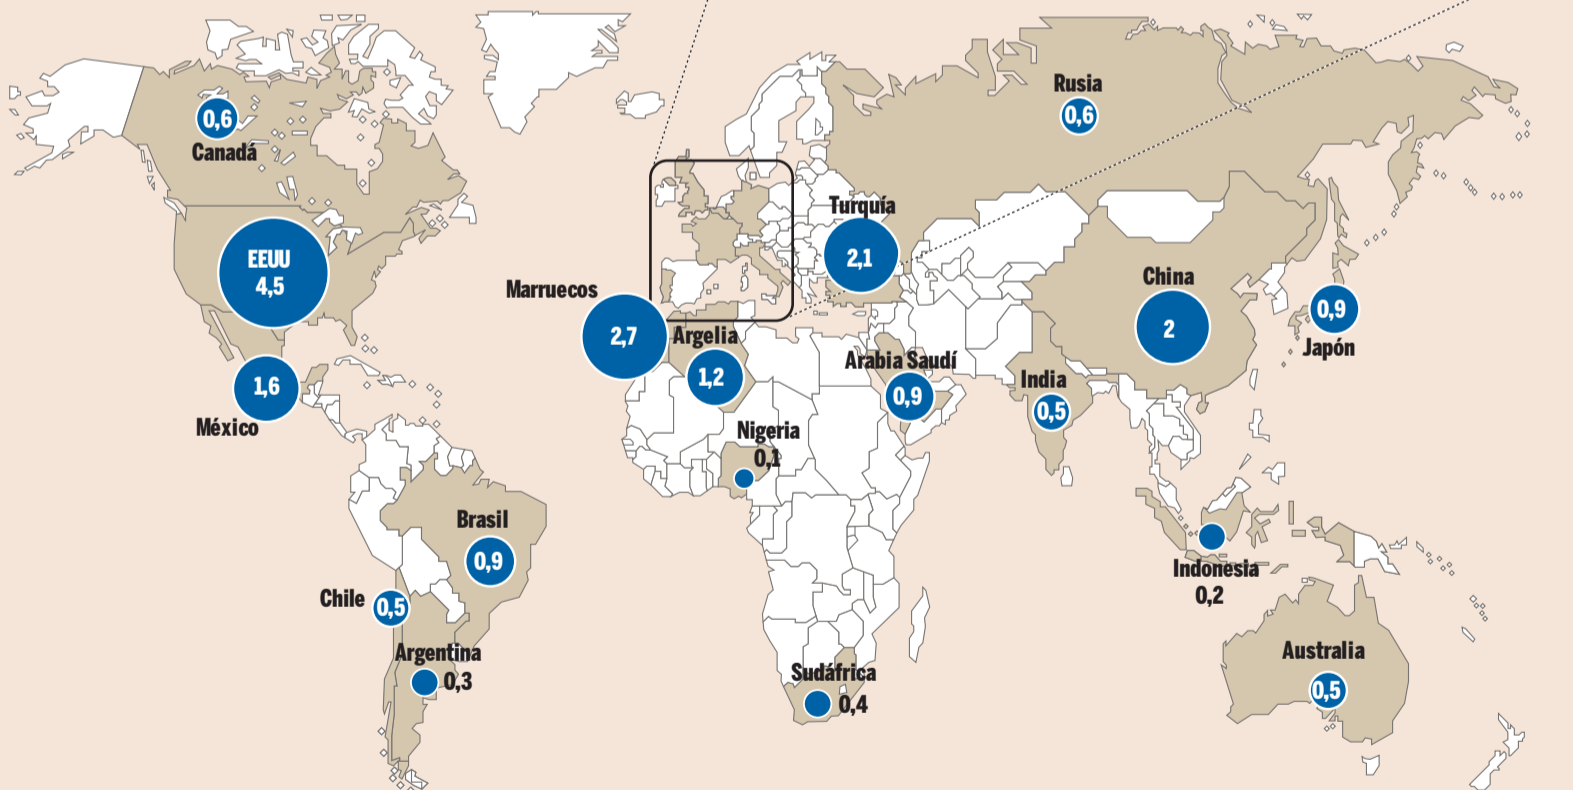 Rusia
0,6
0,6
Canadá
Turquía
2,1
EEUU
4,5
China
2
Marruecos
2,7
0,9
Japón
Argelia
1,2
Arabia Saudí
0,9
India
0,5
1,6
México
Nigeria
0,1
Brasil
0,9
Indonesia
0,2
Chile
0,5
Argentina
0,3
Australia
0,5
Sudáfrica
0,4